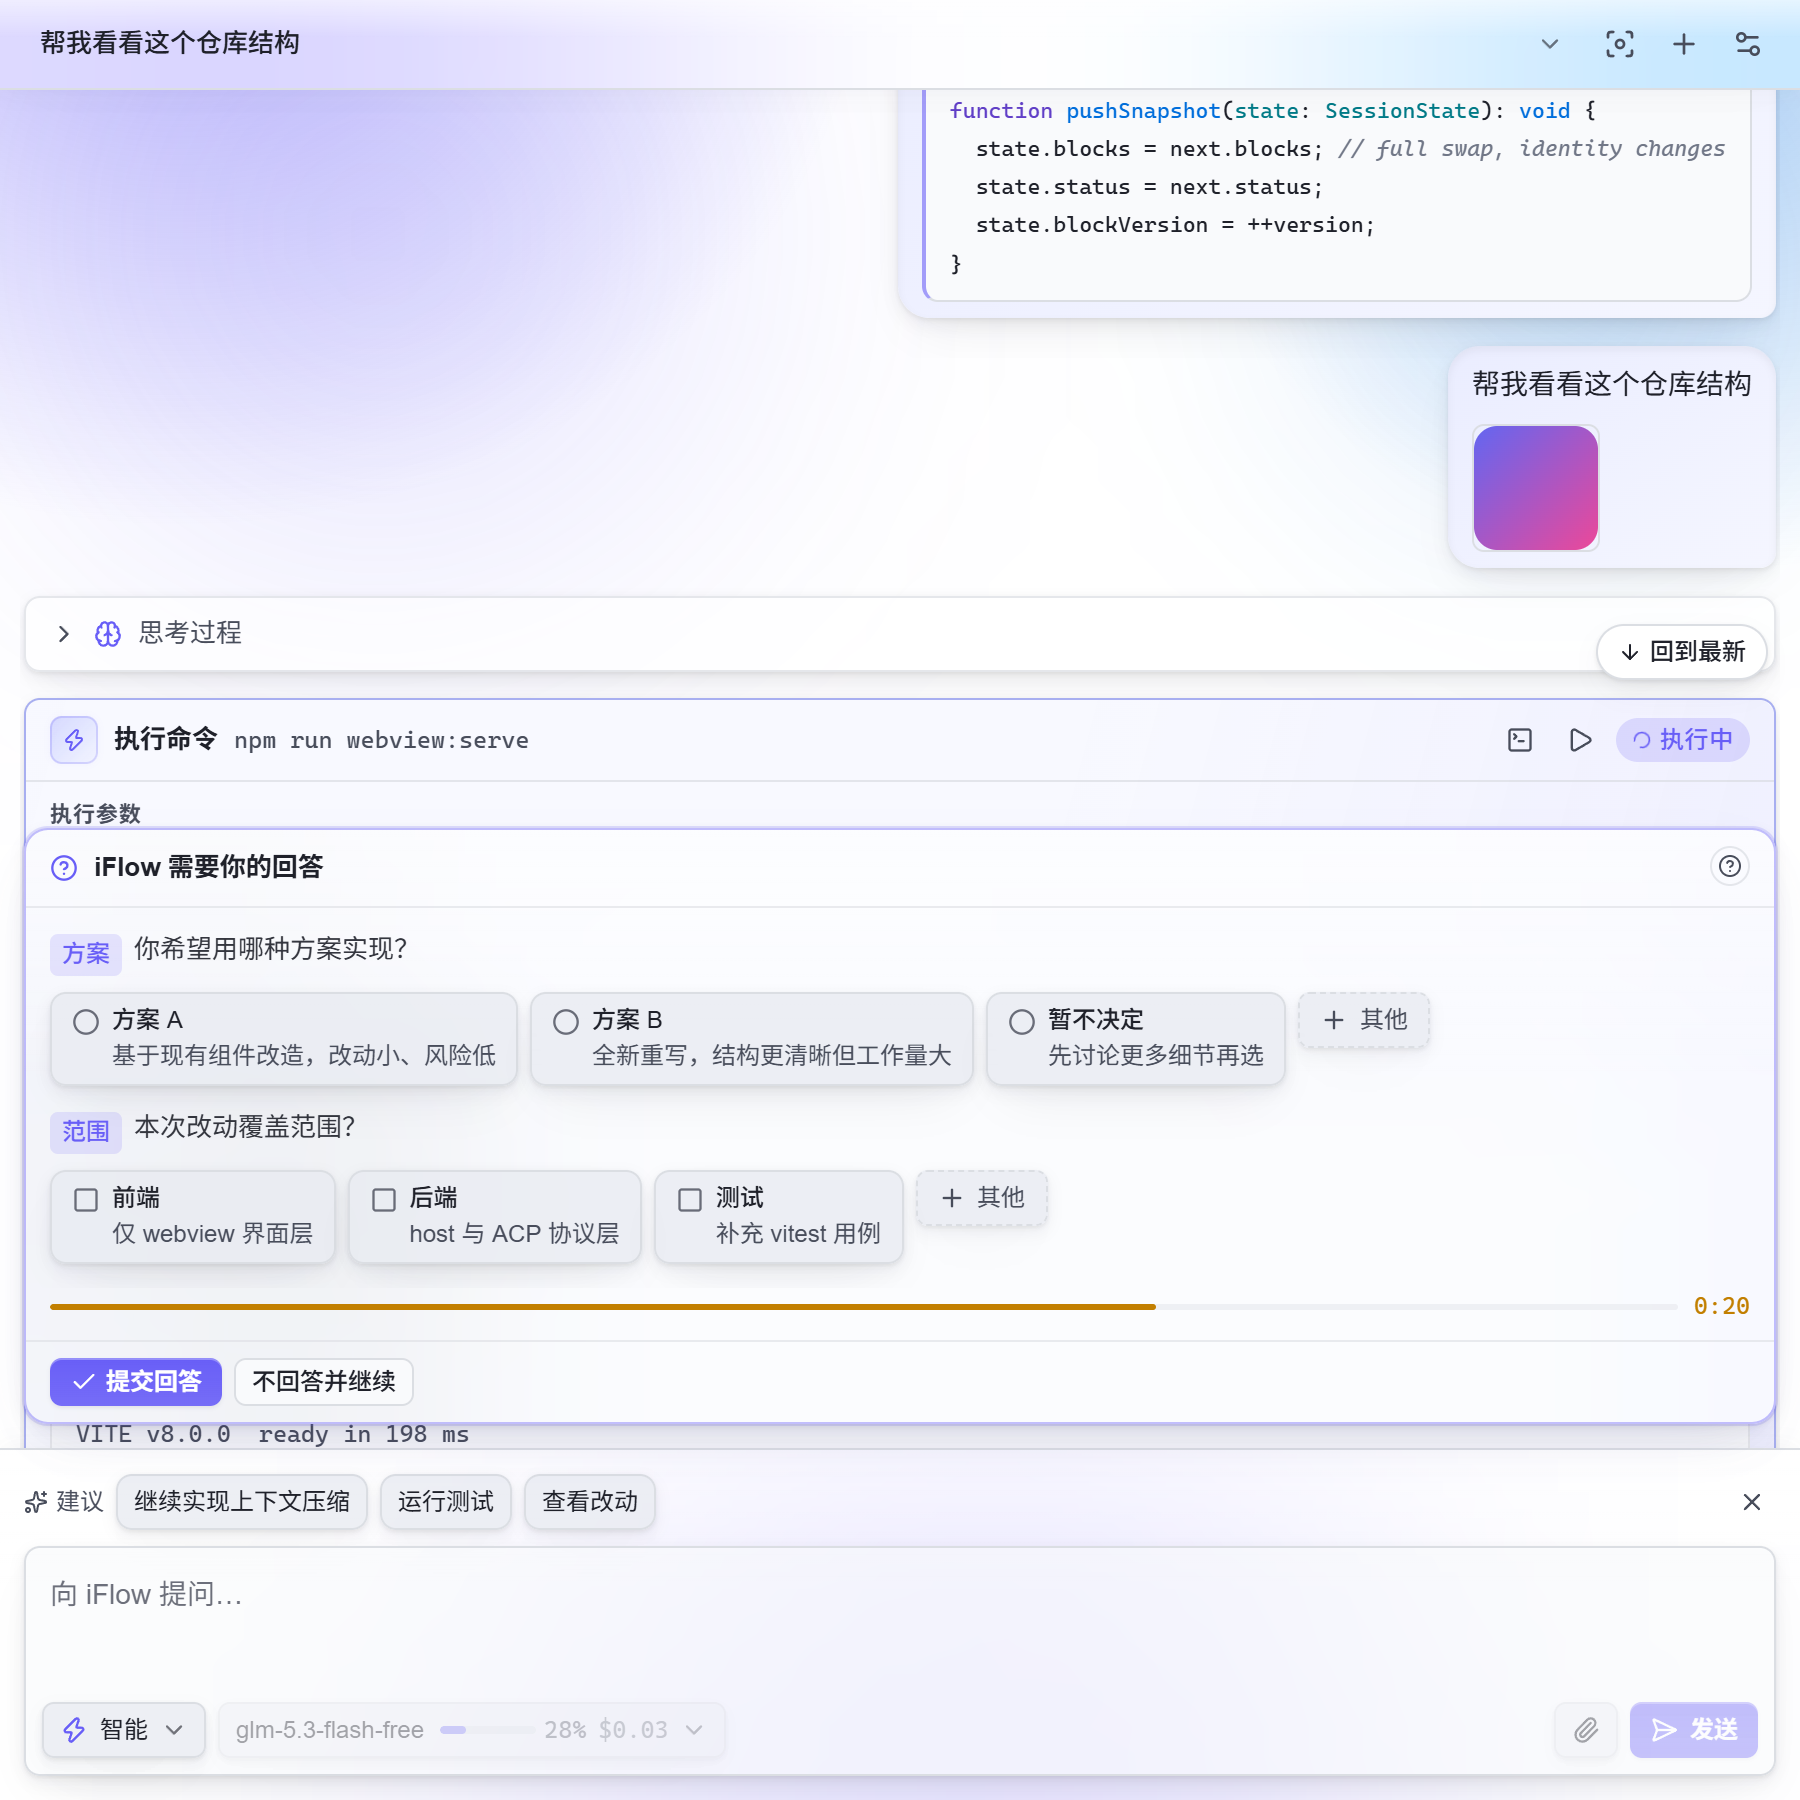 帮我看看这个仓库结构
function pushSnapshot(state: SessionState): void {
state.blocks = next.blocks; // full swap, identity changes
state.status = next.status;
state.blockVersion = ++version;
}
帮我看看这个仓库结构
思考过程
回到最新
执行命令 npm run webview:serve
执行中
执行参数
iFlow 需要你的回答
方案 你希望用哪种方案实现?
方案 A
基于现有组件改造，改动小、风险低
方案 B
全新重写，结构更清晰但工作量大
暂不决定
先讨论更多细节再选
其他
范围 本次改动覆盖范围?
前端
仅 webview 界面层
后端
host 与 ACP 协议层
测试
补充 vitest 用例
其他
0:20
提交回答
不回答并继续
VITE v8.0.0  ready in 198 ms
建议
继续实现上下文压缩
运行测试
查看改动
向 iFlow 提问…
智能
glm-5.3-flash-free 28% $0.03
发送